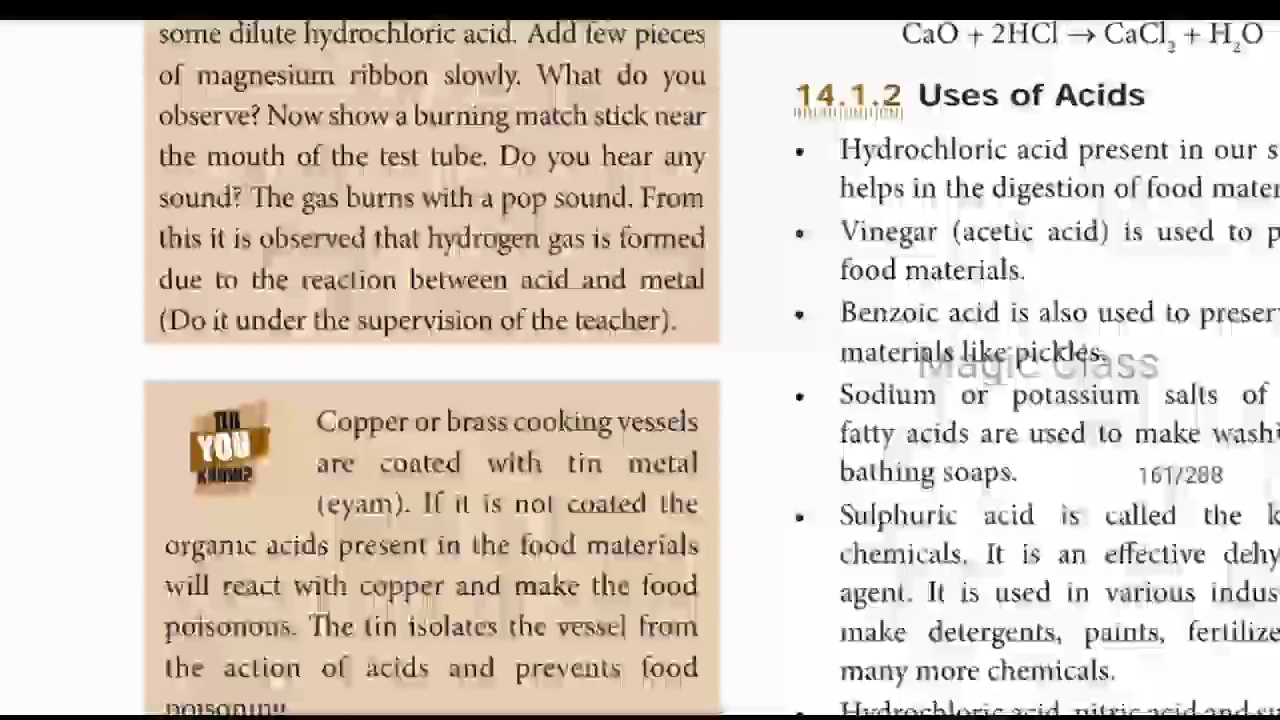 some dilute hydrochloric acid. Add few pieces
of magnesium ribbon slowly. What do you
observe? Now show a burning match stick near
the mouth of the test tube. Do you hear any
sound? The gas burns with a pop sound. From
this it is observed that hydrogen gas is formed
due to the reaction between acid and metal
(Do it under the supervision of the teacher).
DO
YOU
KNOW?
Copper or brass cooking vessels
are coated with tin metal
(eyam). If it is not coated the
organic acids present in the food materials
will react with copper and make the food
poisonous. The tin isolates the vessel from
the action of acids and prevents food
poisoning.
CaO + 2HCl → CaCl₂ + H₂O
14.1.2 Uses of Acids
• Hydrochloric acid present in our s
helps in the digestion of food mater
• Vinegar (acetic acid) is used to p
food materials.
• Benzoic acid is also used to preser
materials like pickles.
Magic Class
• Sodium or potassium salts of
fatty acids are used to make washi
bathing soaps.
161/288
• Sulphuric acid is called the k
chemicals. It is an effective dehy
agent. It is used in various indus
make detergents, paints, fertilize
many more chemicals.
• Hydrochloric acid, nitric acid and su